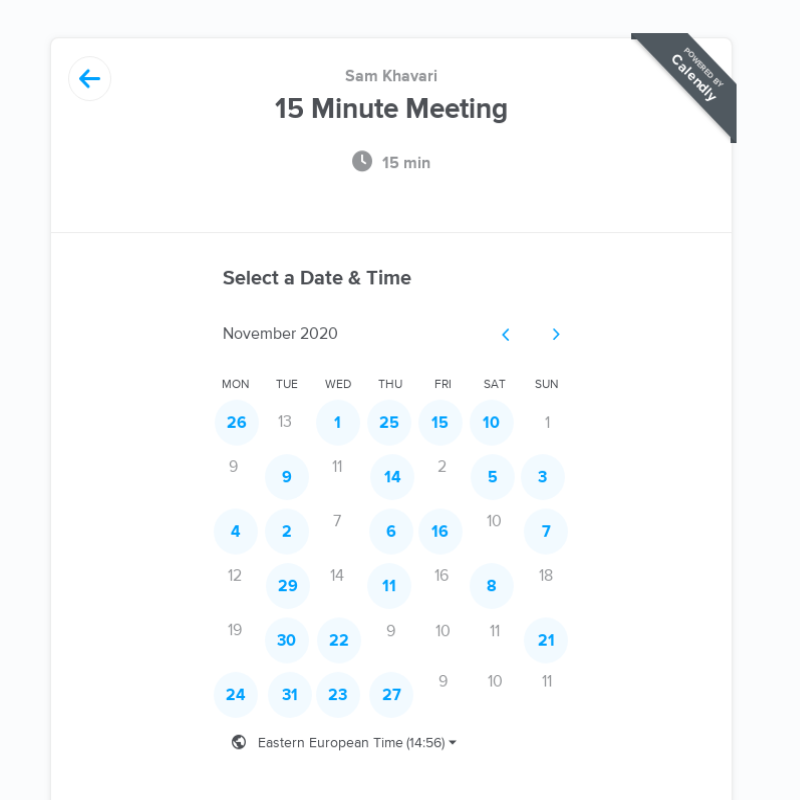 Sam Khavari
POWERED BY
Calendly
15 Minute Meeting
15 min
Select a Date & Time
November 2020
MON TUE WED THU FRI SAT SUN
26 13 1 25 15 10 1
9 9 11 14 2 5 3
4 2 7 6 16 10 7
12 29 14 11 16 8 18
19 30 22 9 10 11 21
24 31 23 27 9 10 11
Eastern European Time (14:56)